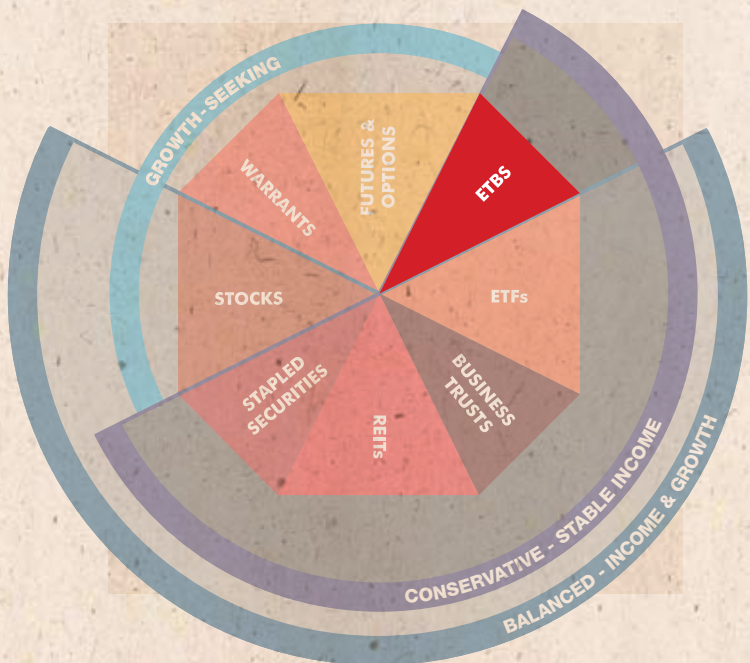 GROWTH-SEEKING
FUTURES &
OPTIONS
WARRANTS
ETBS
STOCKS
ETFs
STAPLED
SECURITIES
REITs
BUSINESS
TRUSTS
CONSERVATIVE - STABLE INCOME
BALANCED - INCOME & GROWTH